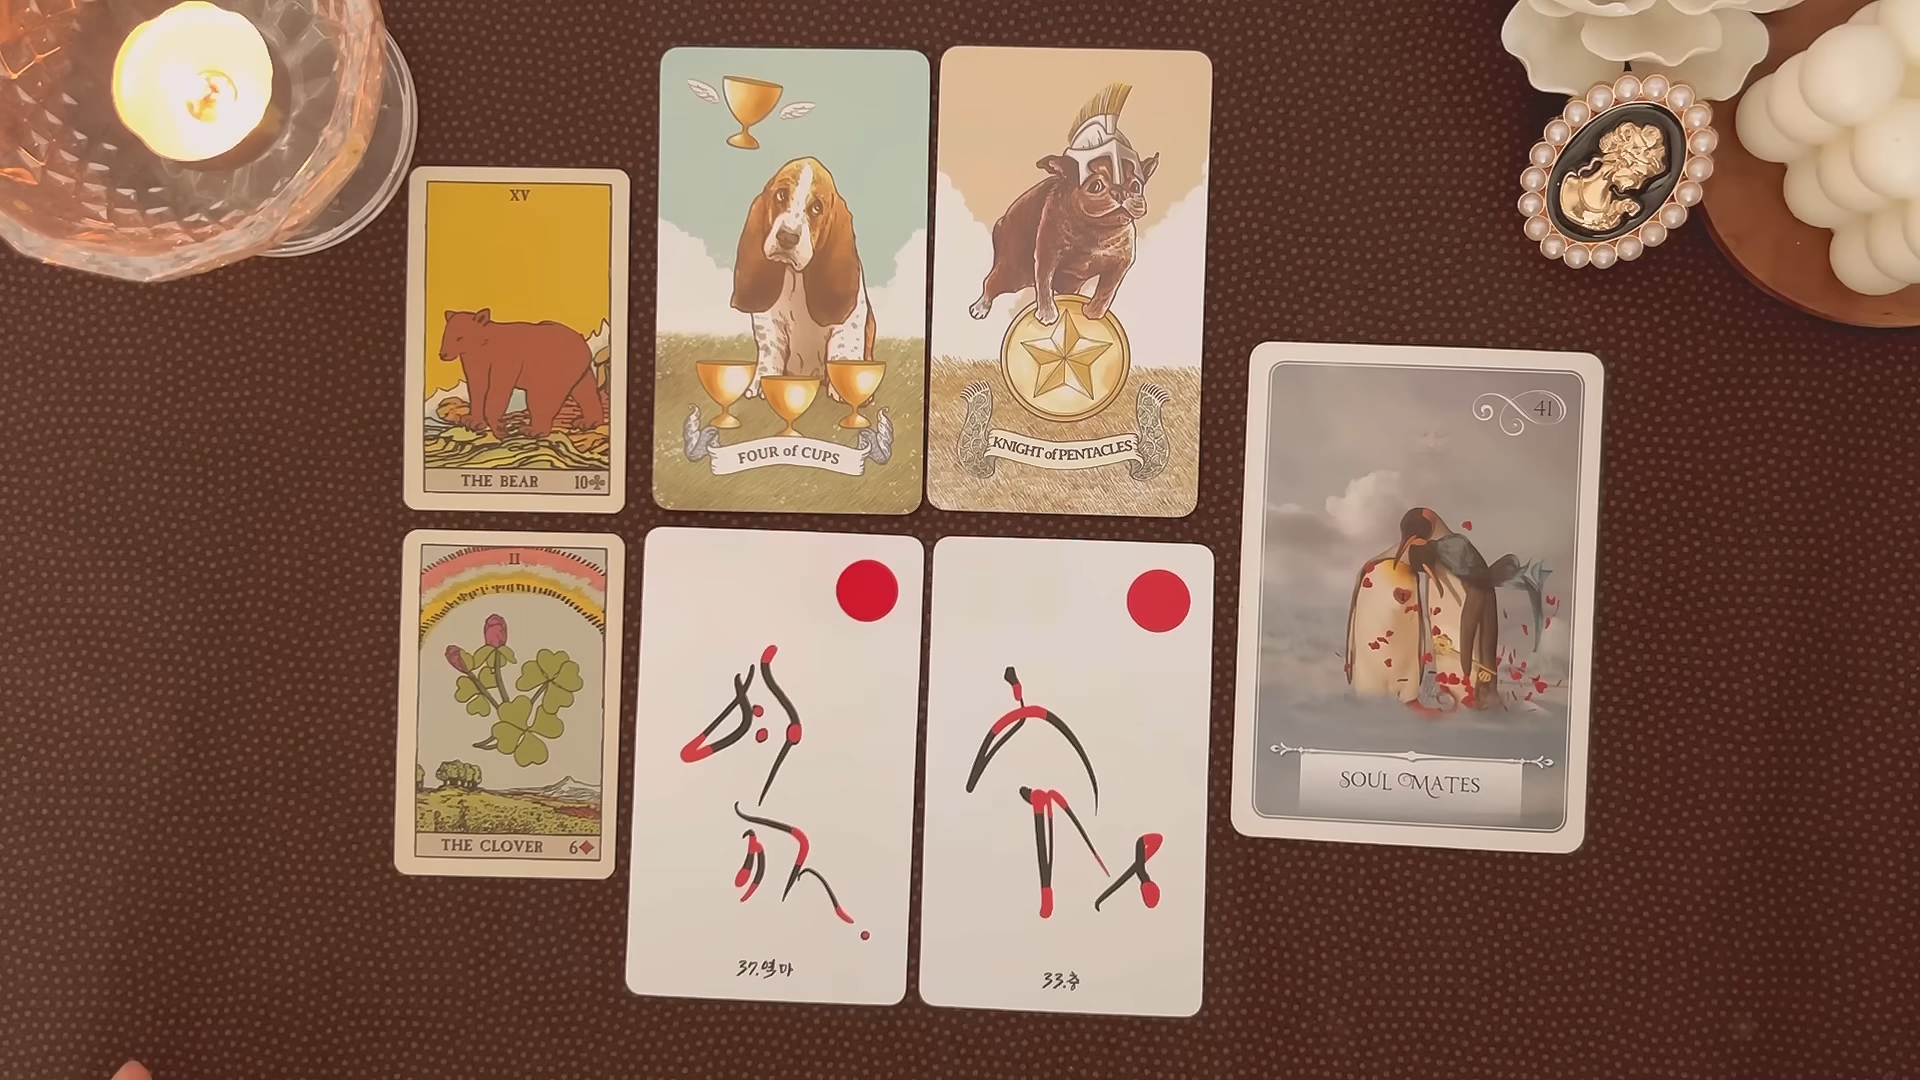 XV
THE BEAR 10♣
FOUR of CUPS
KNIGHT of PENTACLES
II
THE CLOVER 6♦
37.역마
33.충
41
SOUL MATES